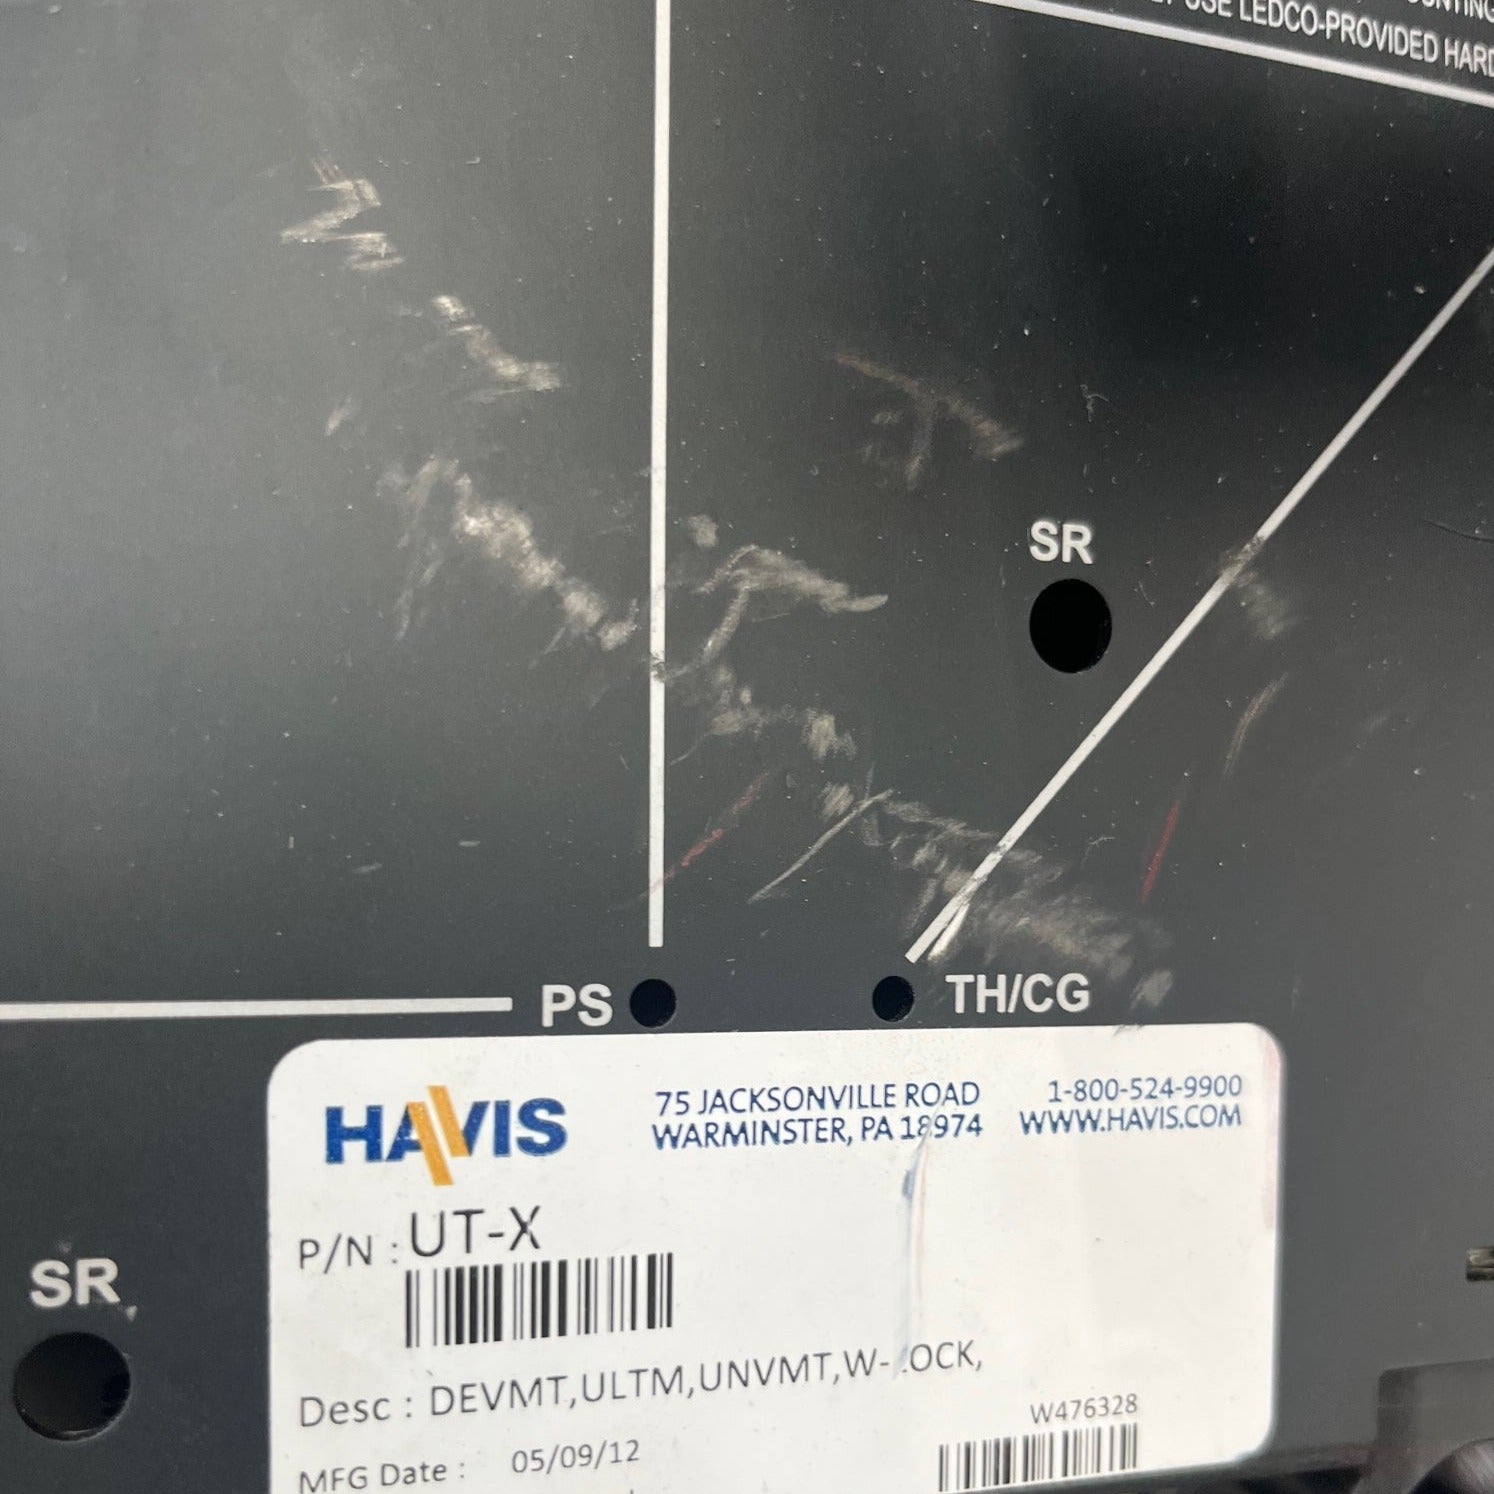 USE LEDCO-PROVIDED
SR
PS
TH/CG
HAVIS
75 JACKSONVILLE ROAD
WARMINSTER, PA 18974
1-800-524-9900
WWW.HAVIS.COM
P/N : UT-X
SR
Desc : DEVMT,ULTM,UNVMT,W- OCK,
W476328
MFG Date : 05/09/12